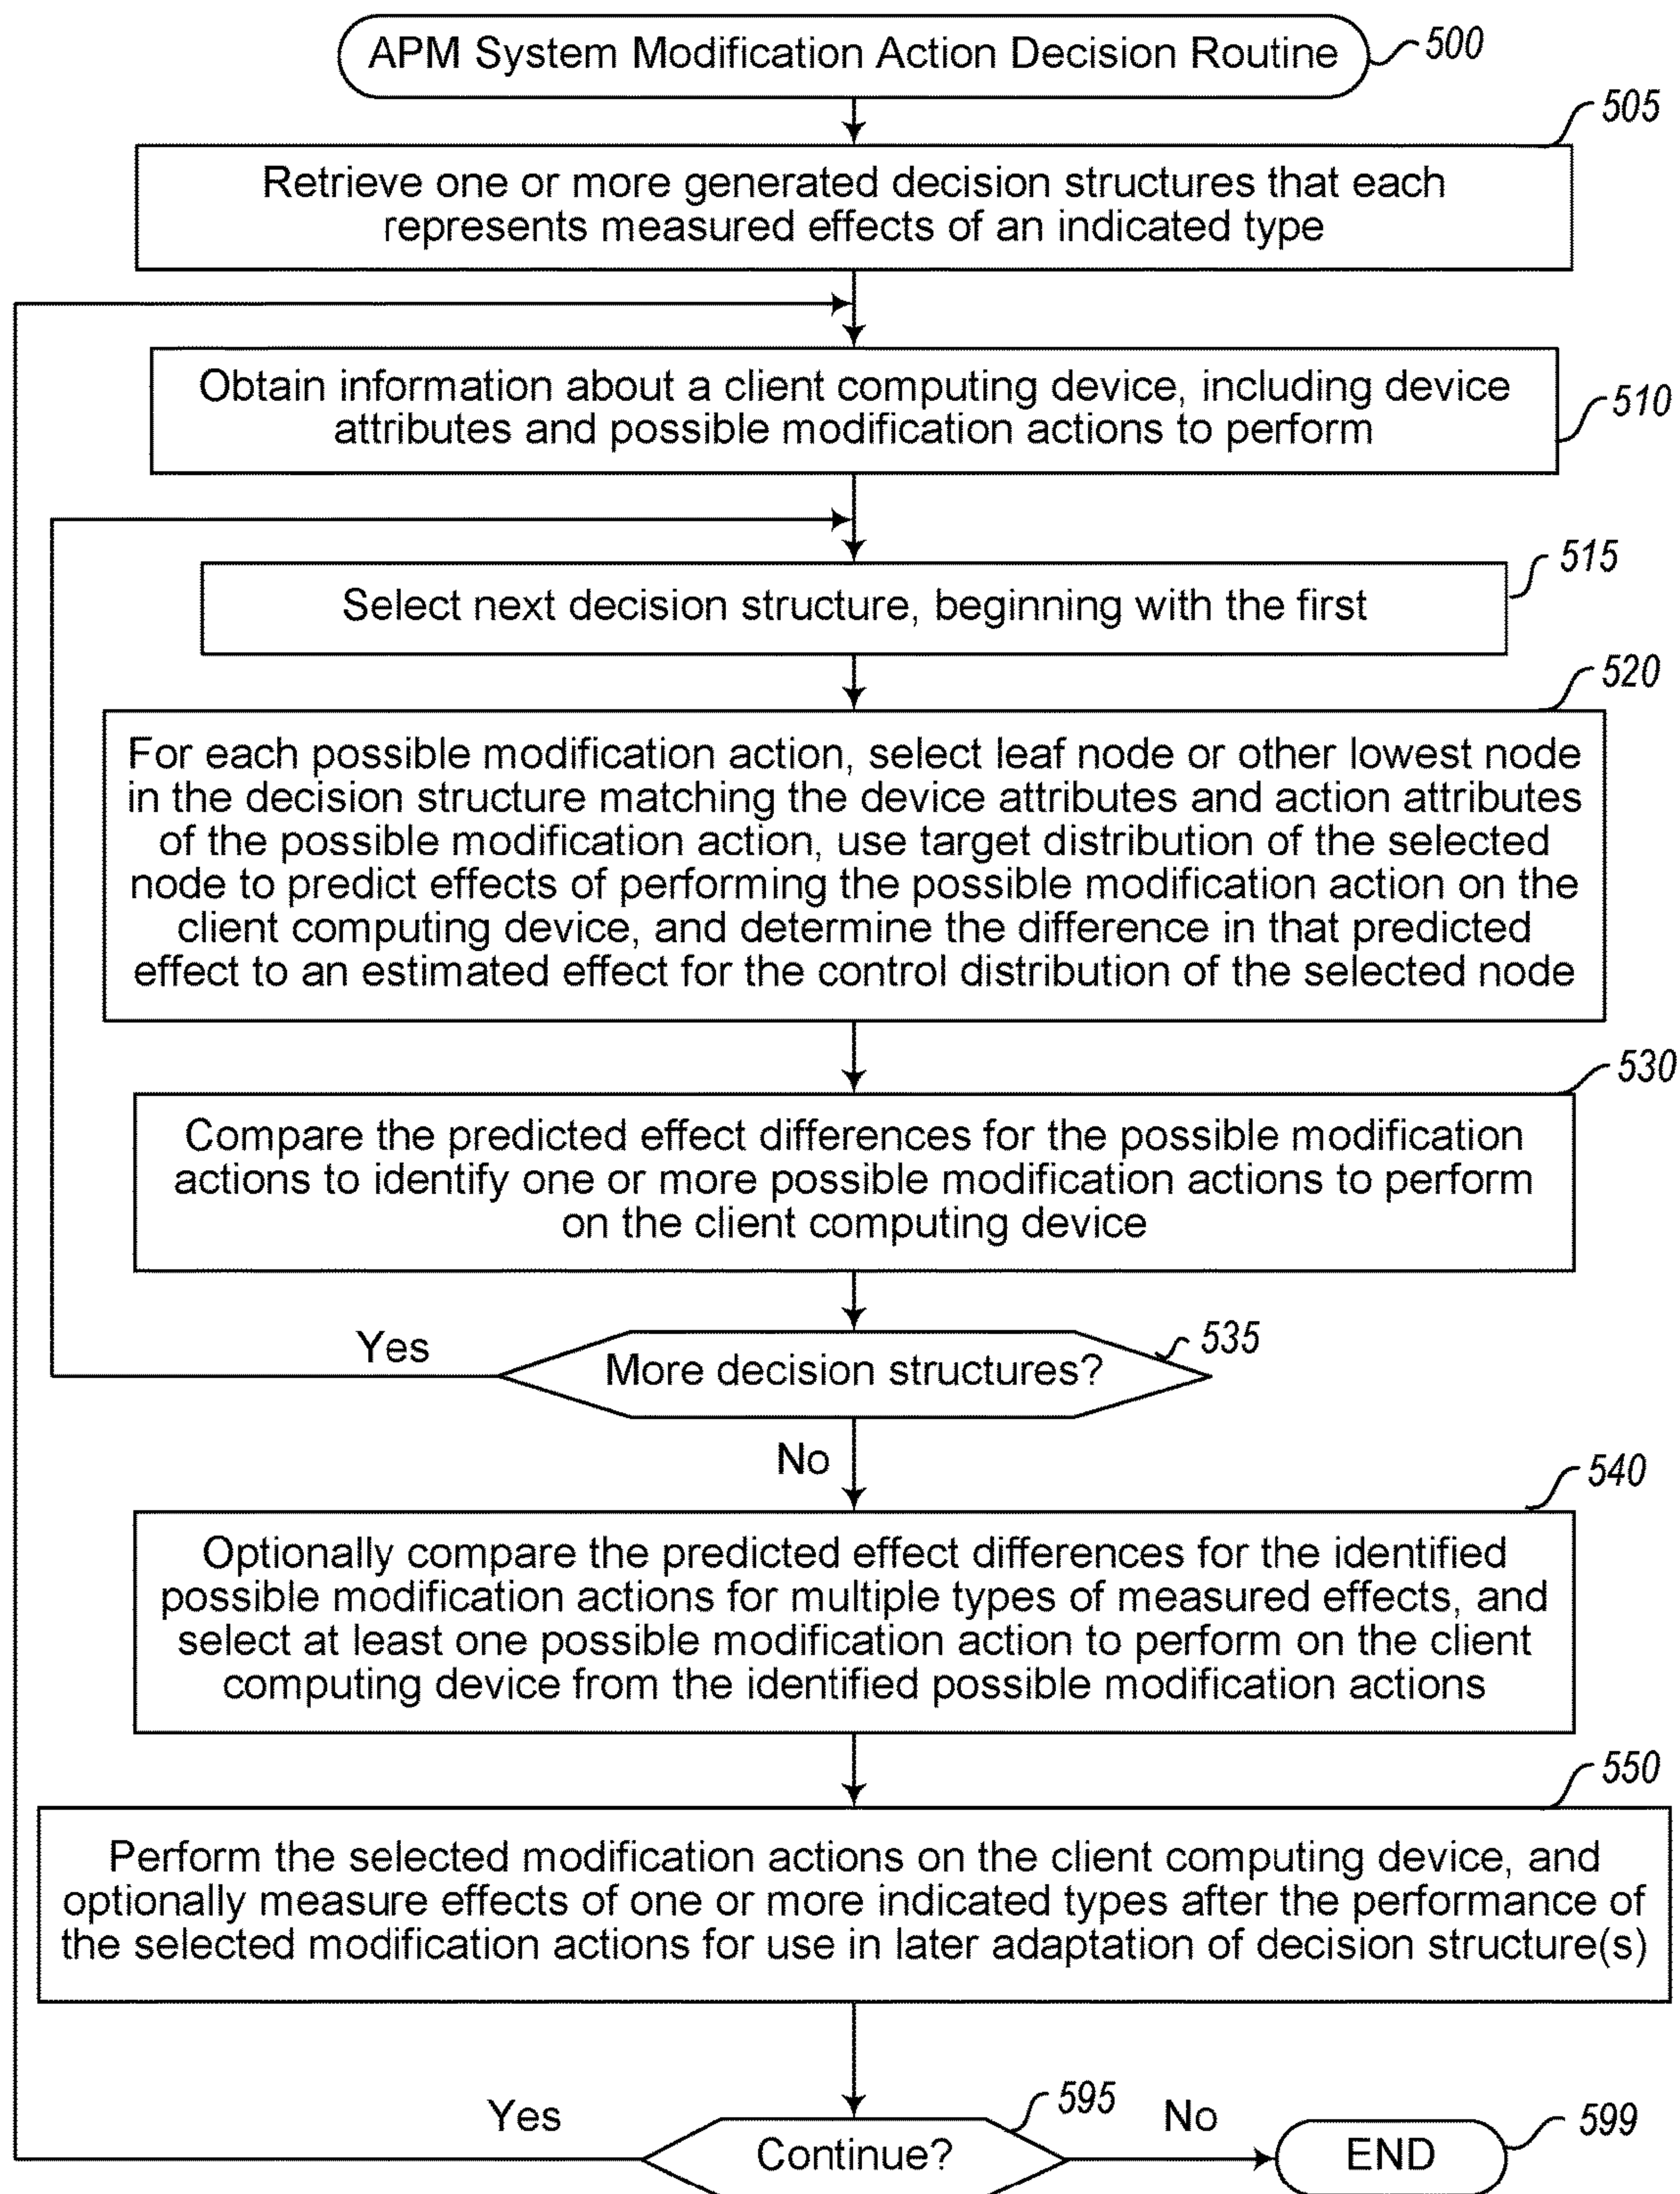 APM System Modification Action Decision Routine
500
505
Retrieve one or more generated decision structures that each
represents measured effects of an indicated type
Obtain information about a client computing device, including device
attributes and possible modification actions to perform
510
515
Select next decision structure, beginning with the first
520
For each possible modification action, select leaf node or other lowest node
in the decision structure matching the device attributes and action attributes
of the possible modification action, use target distribution of the selected
node to predict effects of performing the possible modification action on the
client computing device, and determine the difference in that predicted
effect to an estimated effect for the control distribution of the selected node
530
Compare the predicted effect differences for the possible modification
actions to identify one or more possible modification actions to perform
on the client computing device
Yes
More decision structures?
535
No
540
Optionally compare the predicted effect differences for the identified
possible modification actions for multiple types of measured effects, and
select at least one possible modification action to perform on the client
computing device from the identified possible modification actions
550
Perform the selected modification actions on the client computing device, and
optionally measure effects of one or more indicated types after the performance of
the selected modification actions for use in later adaptation of decision structure(s)
Yes
Continue?
595
No
END
599